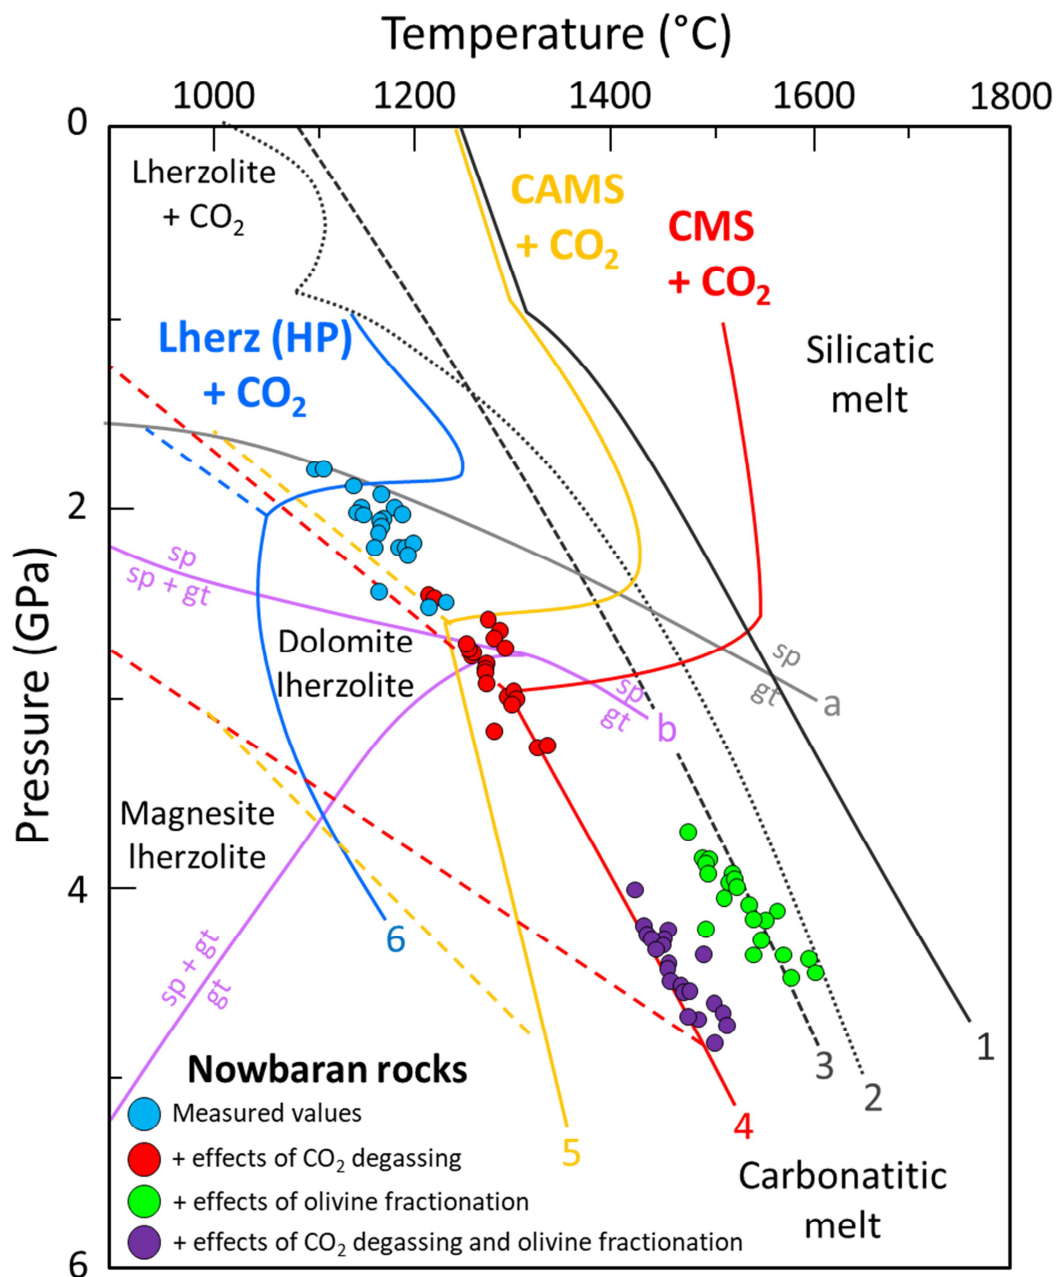 Temperature (°C)
1000 1200 1400 1600 1800
0
Lherzolite
+ CO₂
CAMS
+ CO₂
CMS
+ CO₂
Lherz (HP)
+ CO₂
Silicatic
melt
2
Pressure (GPa)
sp
sp + gt
Dolomite
lherzolite
sp
gt
a
sp
gt
b
Magnesite
lherzolite
4
6
sp + gt
gt
1
3
2
4
5
Nowbaran rocks
Measured values
+ effects of CO₂ degassing
+ effects of olivine fractionation
+ effects of CO₂ degassing and olivine fractionation
Carbonatitic
melt
6